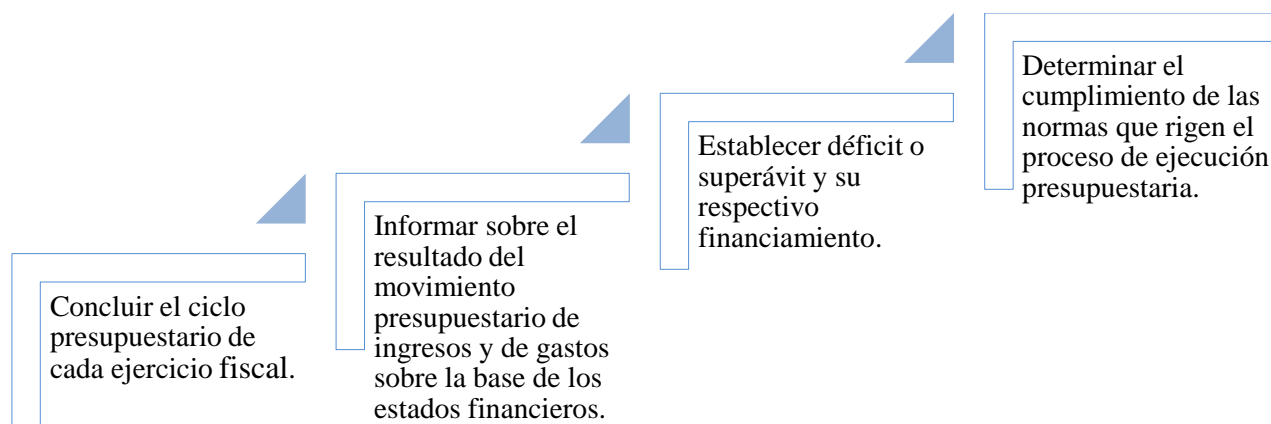 Concluir el ciclo
presupuestario de
cada ejercicio fiscal.
Informar sobre el
resultado del
movimiento
presupuestario de
ingresos y de gastos
sobre la base de los
estados financieros.
Establecer déficit o
superávit y su
respectivo
financiamiento.
Determinar el
cumplimiento de las
normas que rigen el
proceso de ejecución
presupuestaria.